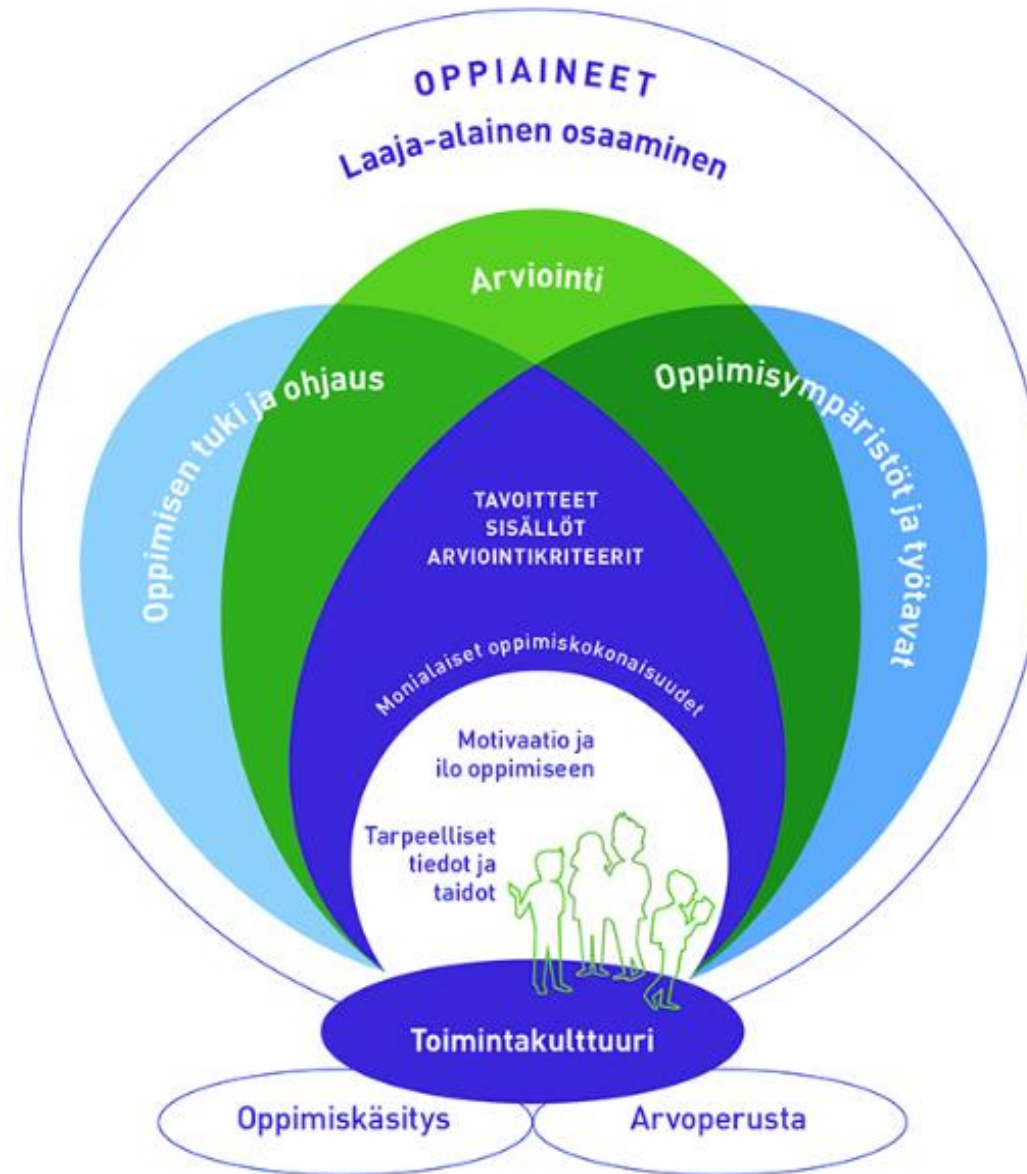 OPPIAINEET
Laaja-alainen osaaminen
Arviointi
Oppimisen tuki ja ohjaus
Oppimisympäristöt ja työtavat
TAVOITTEET
SISÄLLÖT
ARVIOINTIKRITEERIT
Monialaiset oppimiskokonaisuudet
Motivaatio ja
ilo oppimiseen
Tarpeelliset
tiedot ja
taidot
Toimintakulttuuri
Oppimiskäsitys
Arvoperusta